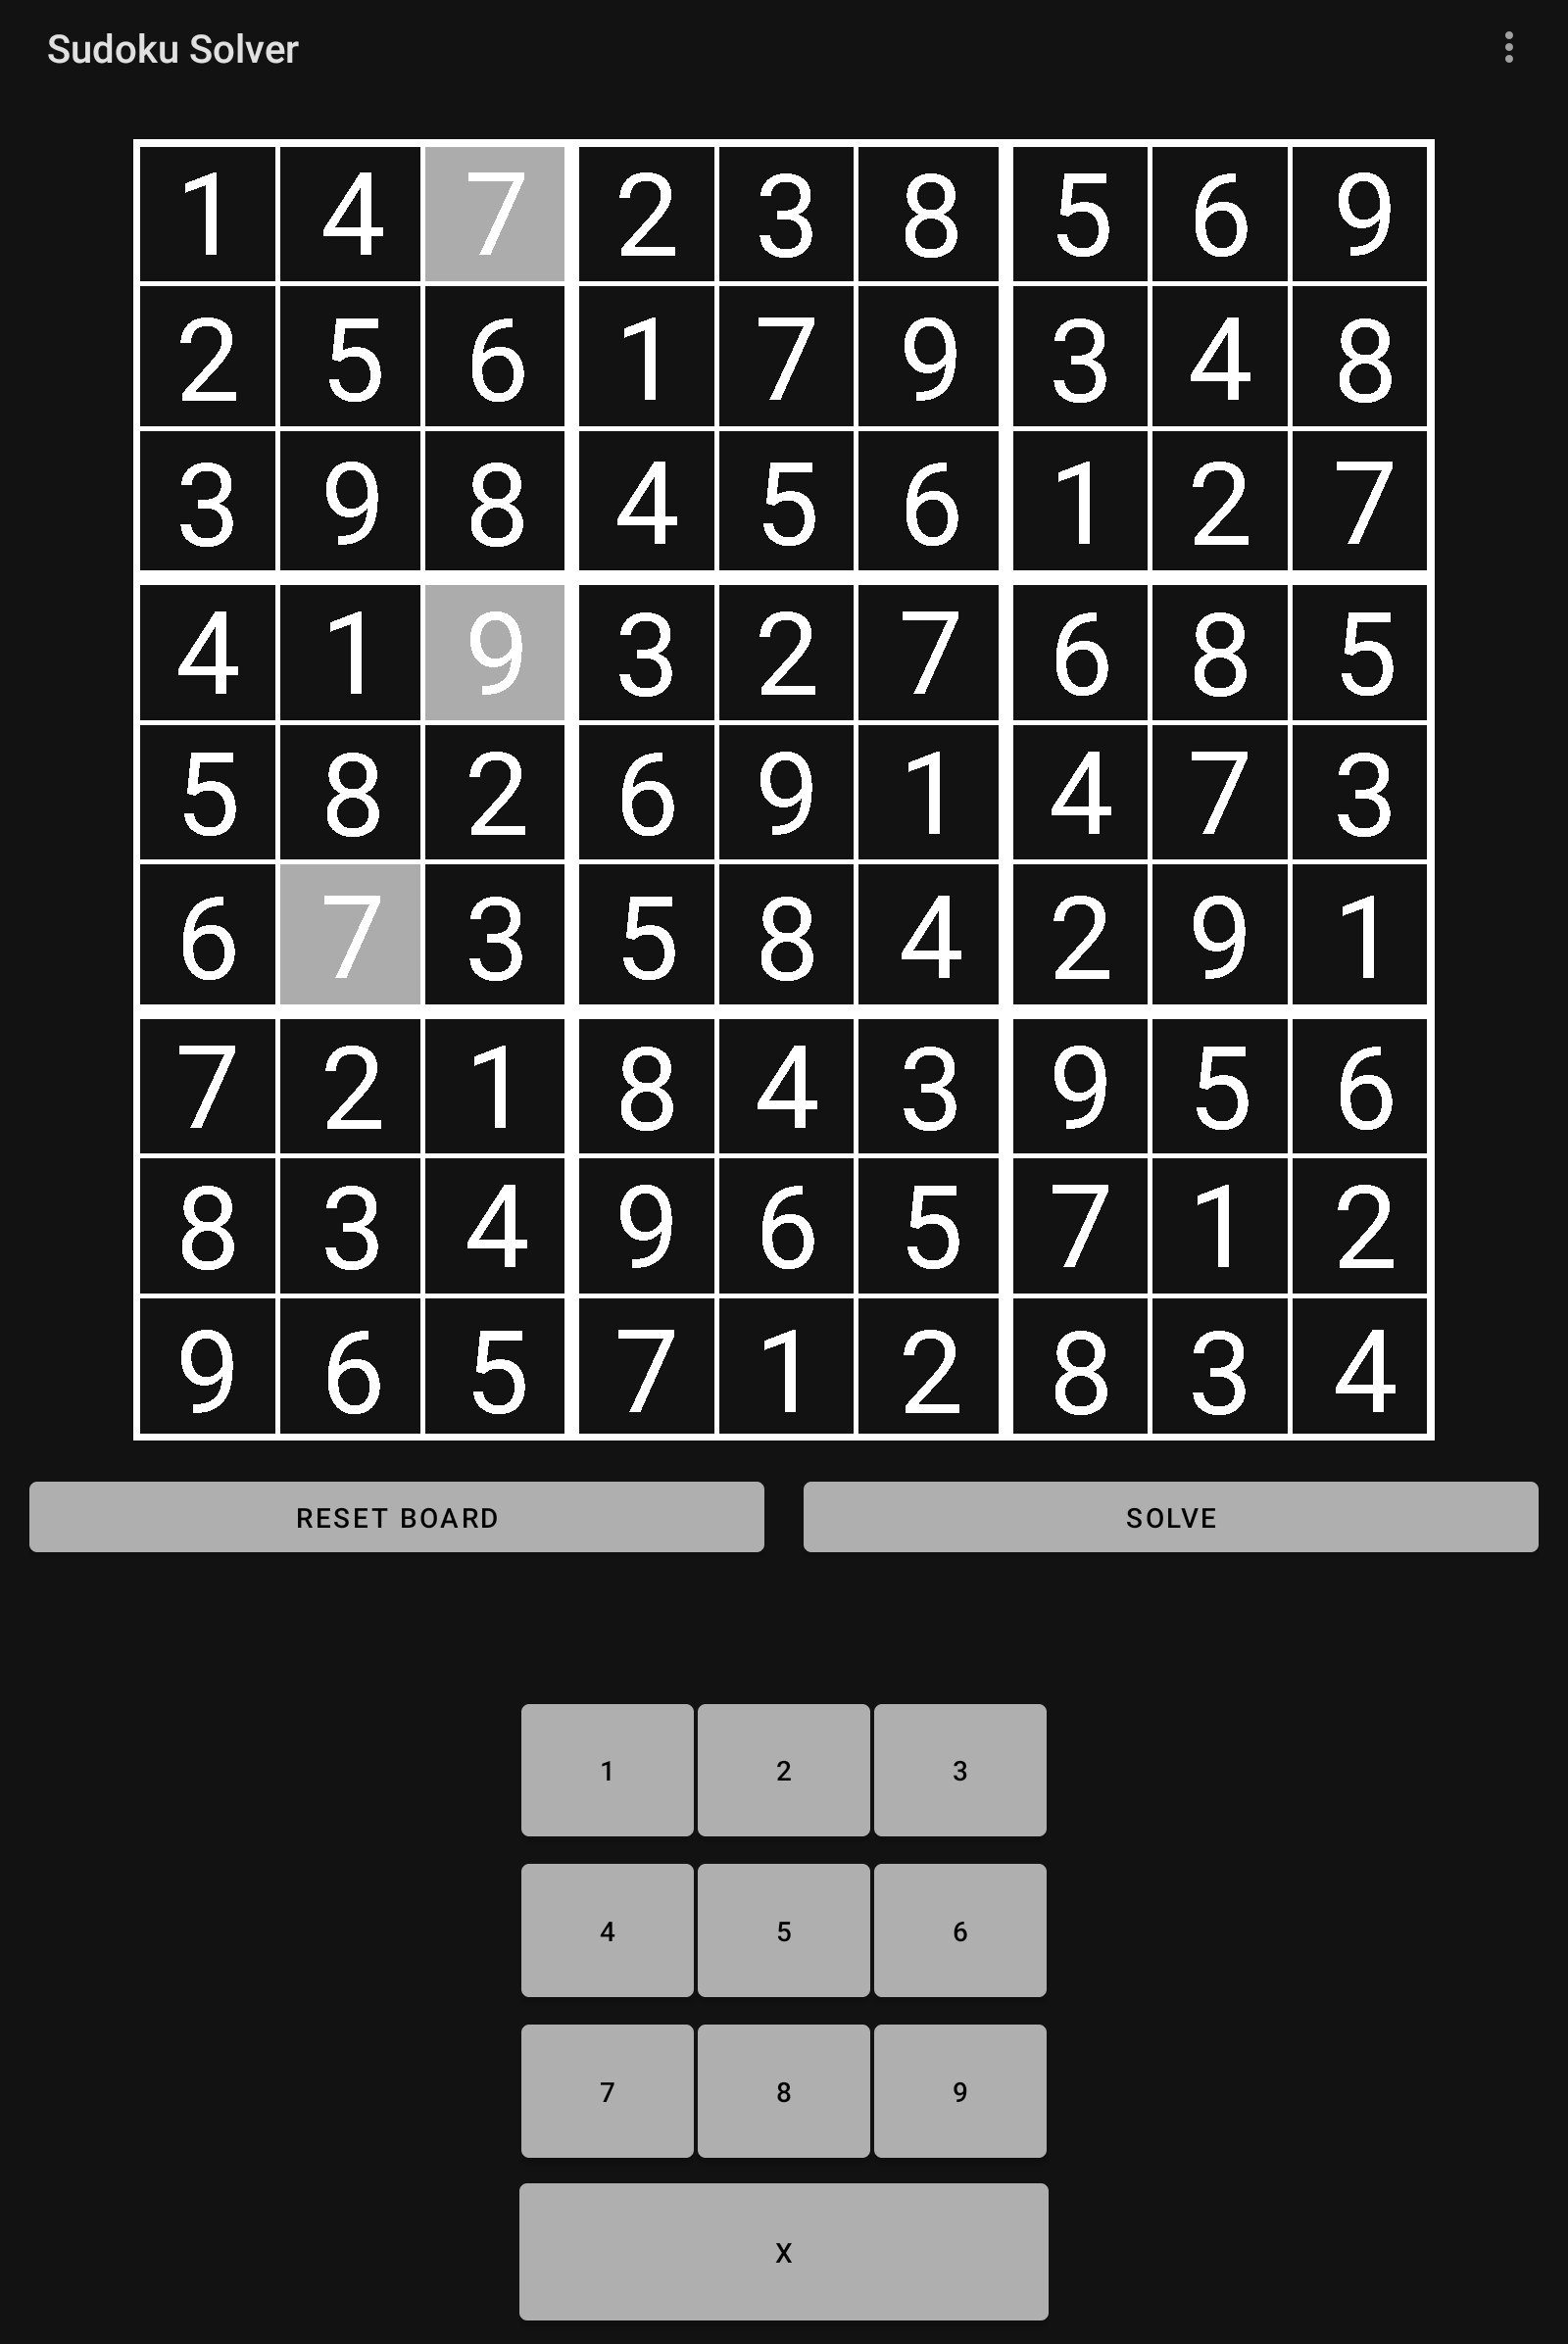 Sudoku Solver
1 4 7 2 3 8 5 6 9
2 5 6 1 7 9 3 4 8
3 9 8 4 5 6 1 2 7
4 1 9 3 2 7 6 8 5
5 8 2 6 9 1 4 7 3
6 7 3 5 8 4 2 9 1
7 2 1 8 4 3 9 5 6
8 3 4 9 6 5 7 1 2
9 6 5 7 1 2 8 3 4
RESET BOARD SOLVE
1 2 3
4 5 6
7 8 9
X